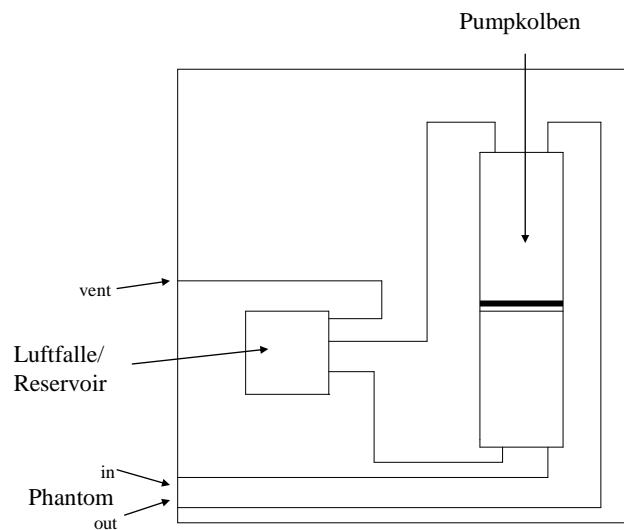 Pumpkolben
vent
Luftfalle/
Reservoir
in
Phantom
out